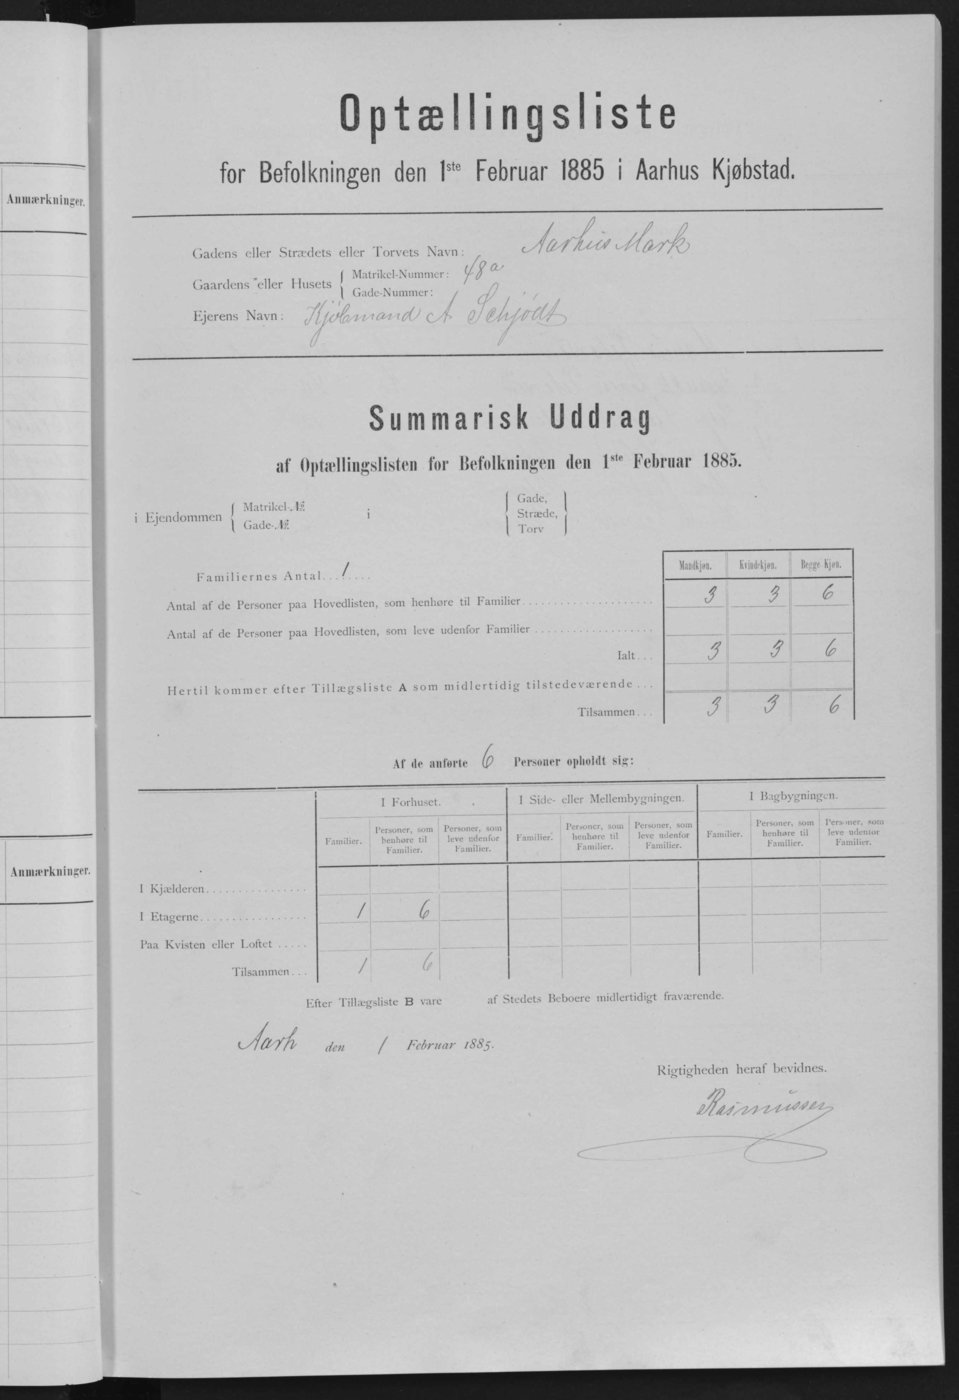 Anmærkninger.
Anmærkninger.
Optællingsliste
for Befolkningen den 1ste Februar 1885 i Aarhus Kjøbstad.
Gadens eller Strædets eller Torvets Navn: Aarhus Mark
Gaardens eller Husets { Matrikel-Nummer: 48a
Gade-Nummer:
Ejerens Navn: Kjøbmand A Schjödt
Summarisk Uddrag
af Optællingslisten for Befolkningen den 1ste Februar 1885.
i Ejendommen { Matrikel-№ Gade-№ i { Gade, Stræde, Torv }
Familiernes Antal... 1 ....
Mandkjøn. Kvindekjøn. Begge Kjøn.
Antal af de Personer paa Hovedlisten, som henhøre til Familier 3 3 6
Antal af de Personer paa Hovedlisten, som leve udenfor Familier
Ialt... 3 3 6
Hertil kommer efter Tillægsliste A som midlertidig tilstedeværende...
Tilsammen... 3 3 6
Af de anførte 6 Personer opholdt sig:
I Forhuset. I Side- eller Mellembygningen. I Bagbygningen.
Familier. Personer, som henhøre til Familier. Personer, som leve udenfor Familier. Familier. Personer, som henhøre til Familier. Personer, som leve udenfor Familier. Familier. Personer, som henhøre til Familier. Personer, som leve udenfor Familier.
I Kjælderen
I Etagerne 1 6
Paa Kvisten eller Loftet
Tilsammen... 1 6
Efter Tillægsliste B vare af Stedets Beboere midlertidigt fraværende.
Aarh den 1 Februar 1885.
Rigtigheden heraf bevidnes.
Rasmussen